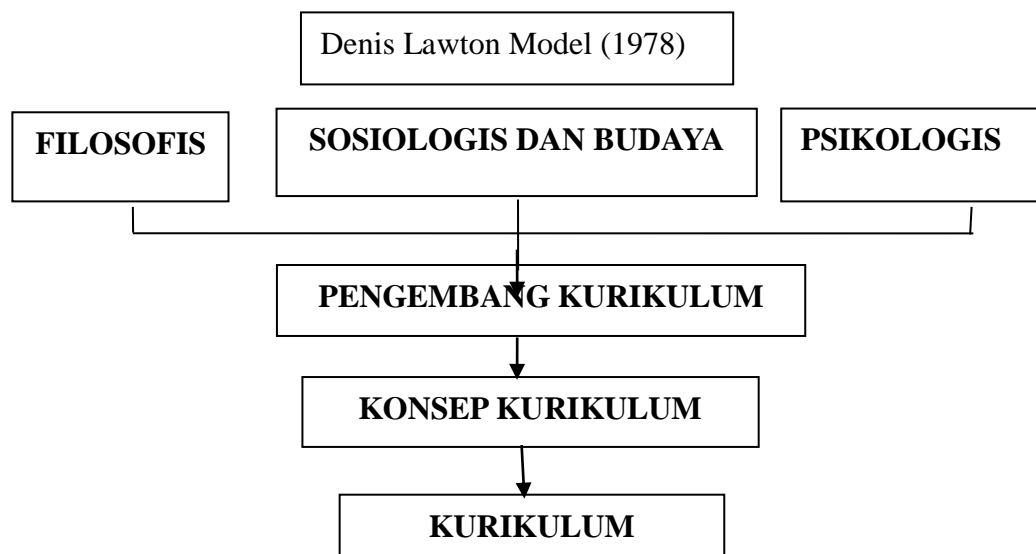 Denis Lawton Model (1978)
FILOSOFIS
SOSIOLOGIS DAN BUDAYA
PSIKOLOGIS
PENGEMBANG KURIKULUM
KONSEP KURIKULUM
KURIKULUM